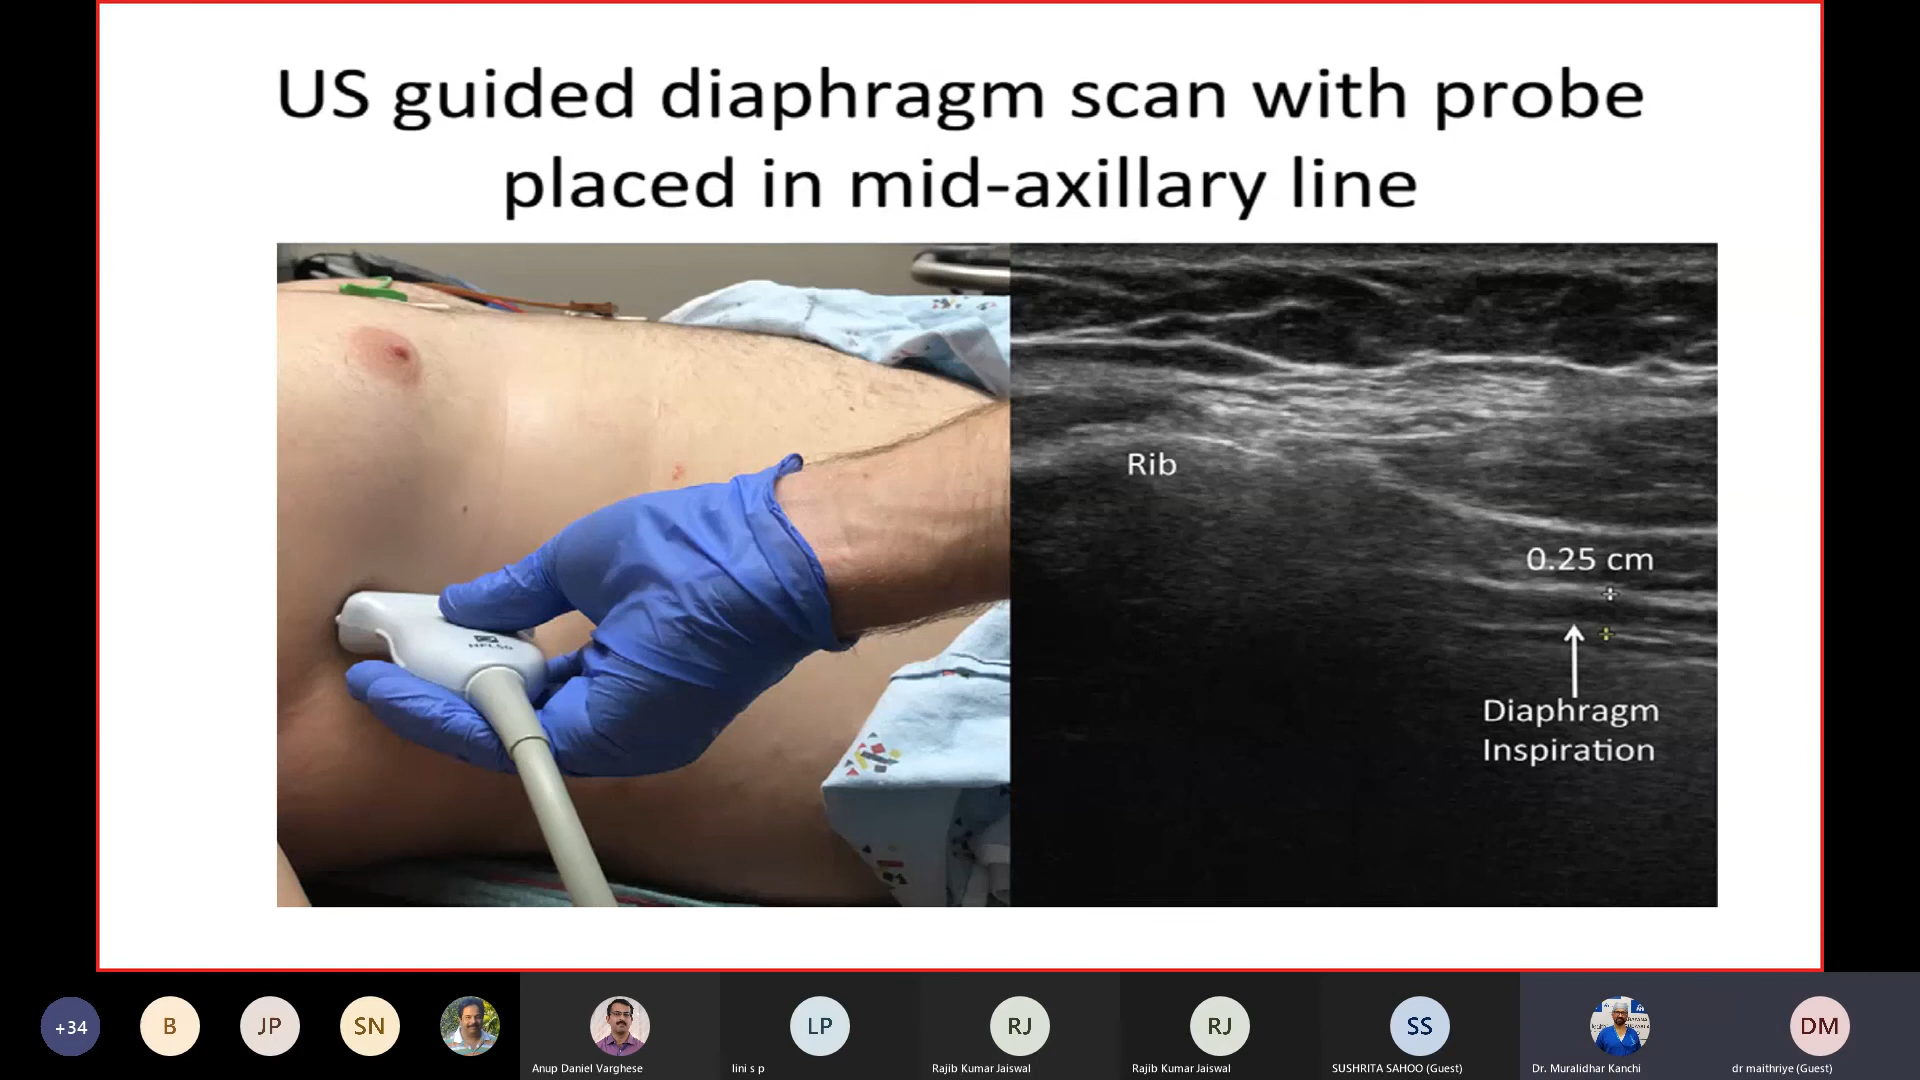 US guided diaphragm scan with probe
placed in mid-axillary line
Rib
0.25 cm
Diaphragm
Inspiration
+34
B
JP
SN
LP
RJ
RJ
SS
DM
Anup Daniel Varghese
lini s p
Rajib Kumar Jaiswal
Rajib Kumar Jaiswal
SUSHRITA SAHOO (Guest)
Dr. Muralidhar Kanchi
dr maithriye (Guest)